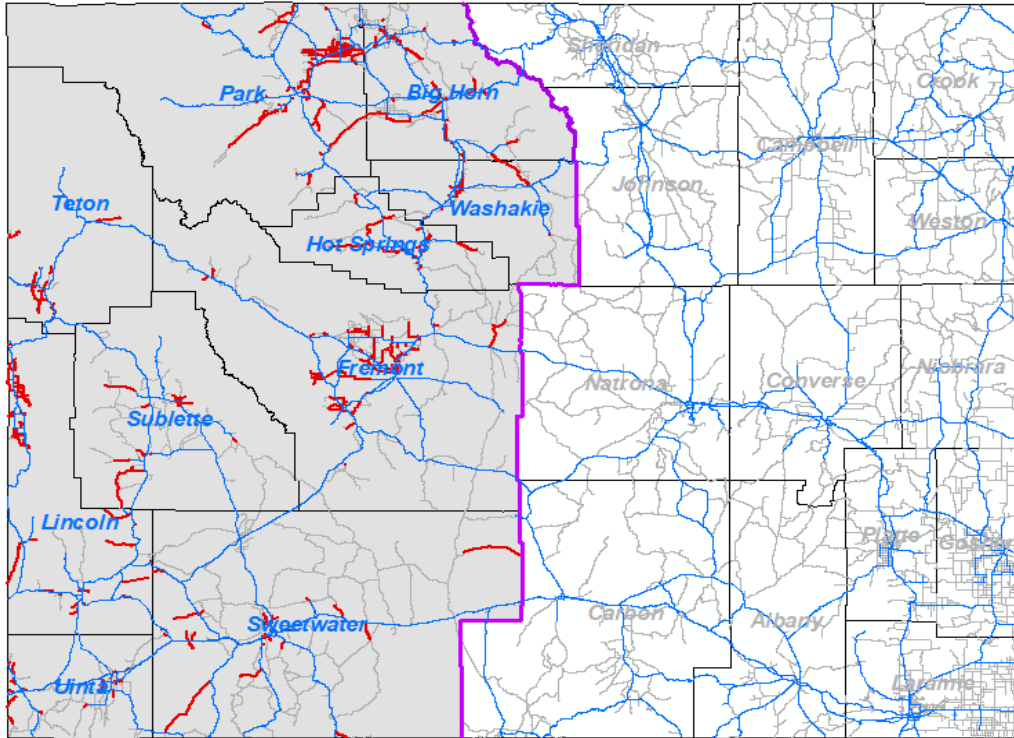 Sheridan
Crook
Park
Big Horn
Campbell
Johnson
Teton
Washakie
Weston
Hot Springs
Fremont
Natrona
Converse
Niobrara
Sublette
Lincoln
Platte
Goshen
Sweetwater
Carbon
Albany
Uinta
Laramie